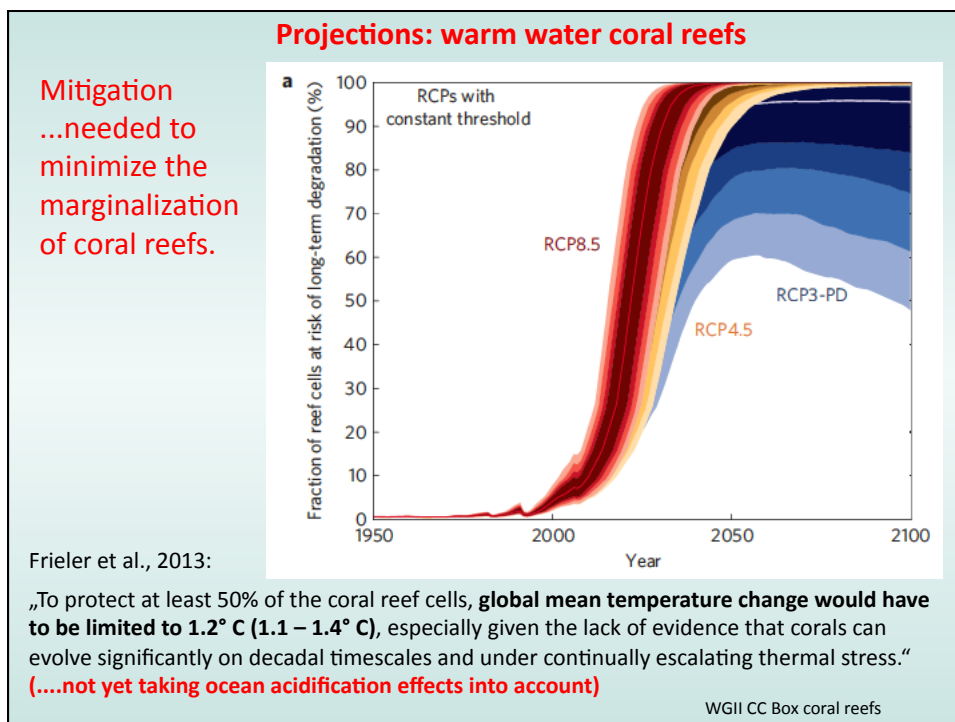 Projections: warm water coral reefs
Mitigation
...needed to
minimize the
marginalization
of coral reefs.
a
RCPs with
constant threshold
Fraction of reef cells at risk of long-term degradation (%)
100
90
80
70
60
50
40
30
20
10
0
RCP8.5
RCP3-PD
RCP4.5
1950
2000
2050
2100
Year
Frieler et al., 2013:
„To protect at least 50% of the coral reef cells, global mean temperature change would have
to be limited to 1.2° C (1.1 – 1.4° C), especially given the lack of evidence that corals can
evolve significantly on decadal timescales and under continually escalating thermal stress.“
(....not yet taking ocean acidification effects into account)
WGII CC Box coral reefs